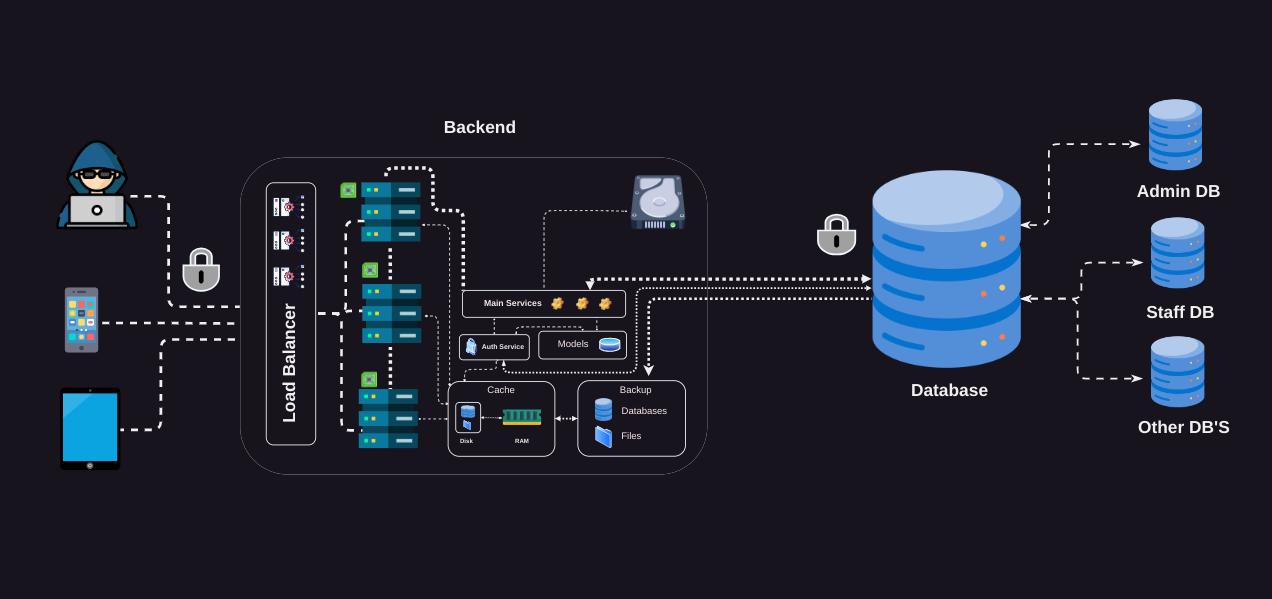 Backend
Load Balancer
Main Services
Auth Service
Models
Cache
Disk
RAM
Backup
Databases
Files
Database
Admin DB
Staff DB
Other DB'S